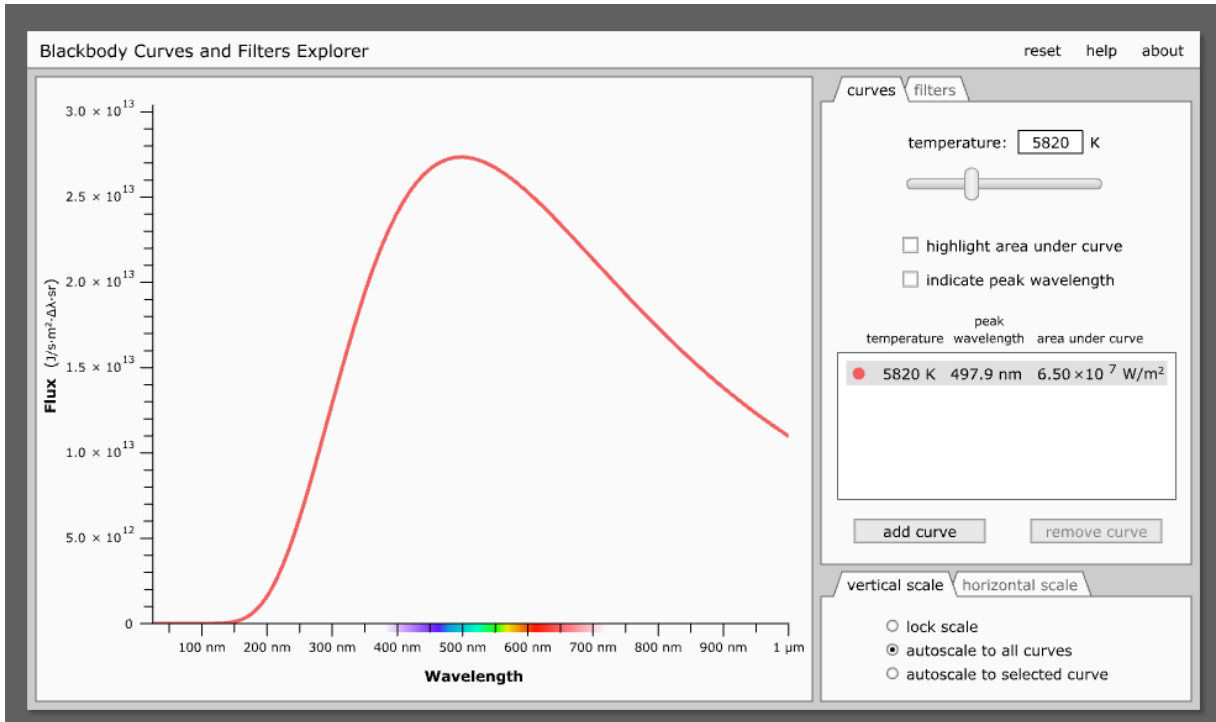 Blackbody Curves and Filters Explorer
reset help about
3.0 × 10¹³
2.5 × 10¹³
2.0 × 10¹³
1.5 × 10¹³
1.0 × 10¹³
5.0 × 10¹²
0
Flux (J/s·m²·Δλ·sr)
100 nm 200 nm 300 nm 400 nm 500 nm 600 nm 700 nm 800 nm 900 nm 1 µm
Wavelength
curves filters
temperature: 5820 K
highlight area under curve
indicate peak wavelength
peak
temperature wavelength area under curve
5820 K 497.9 nm 6.50×10⁷ W/m²
add curve remove curve
vertical scale horizontal scale
lock scale
autoscale to all curves
autoscale to selected curve